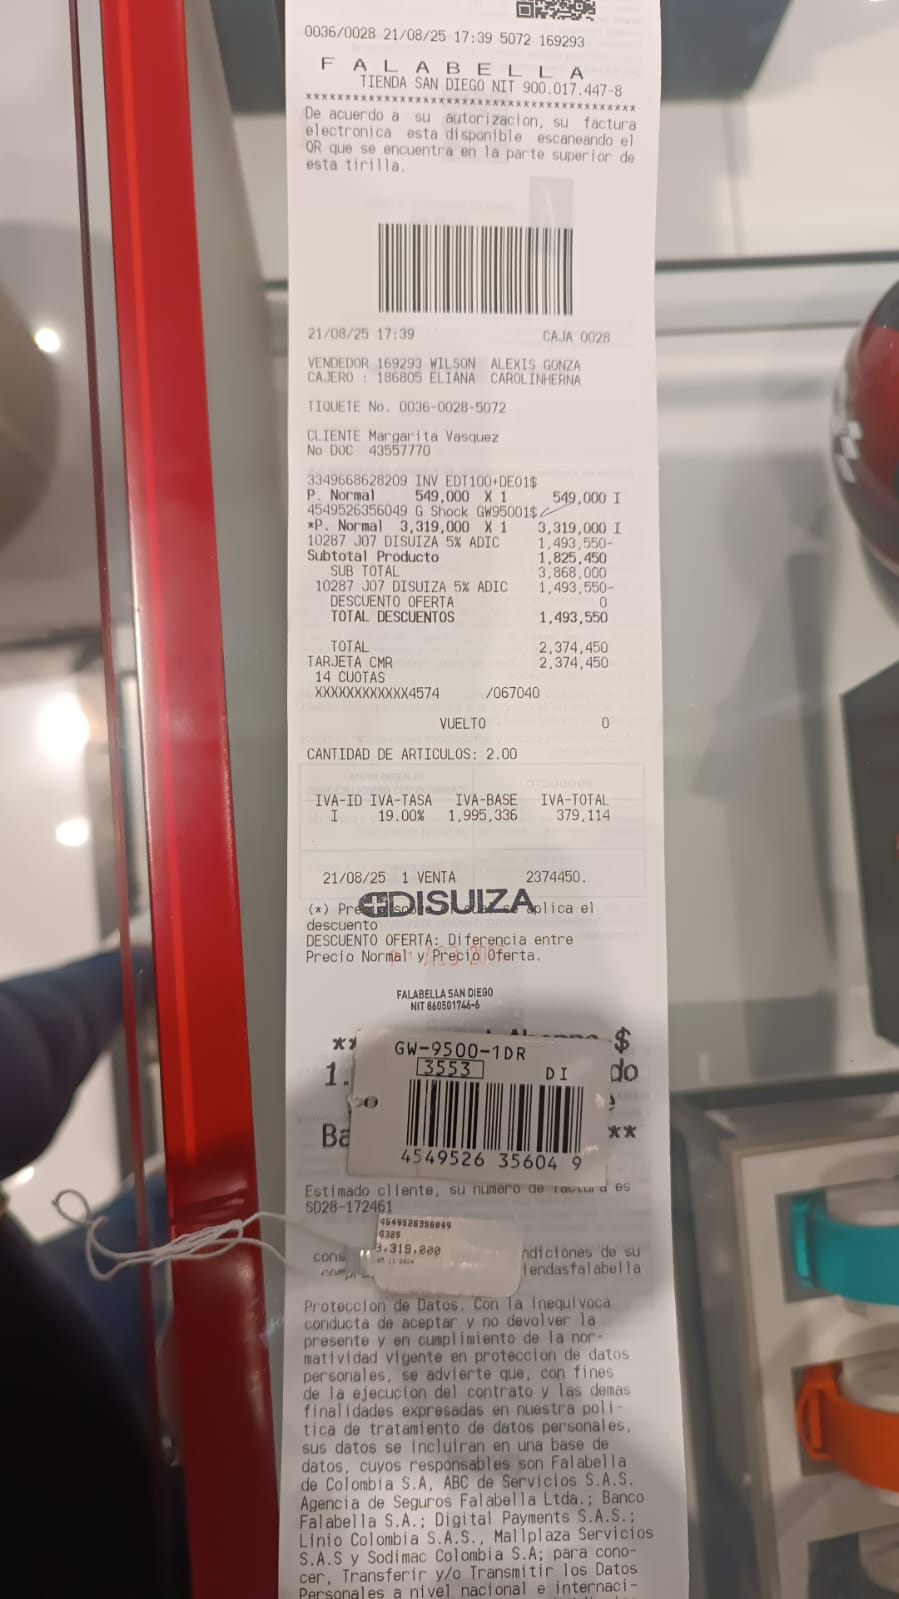 0036/0028 21/08/25 17:39 5072 169293
F A L A B E L L A
TIENDA SAN DIEGO NIT 900.017.447-8
******************************************
De acuerdo a su autorizacion, su factura
electronica esta disponible escaneando el
QR que se encuentra en la parte superior de
esta tirilla.
21/08/25 17:39 CAJA 0028
VENDEDOR 169293 WILSON ALEXIS GONZA
CAJERO : 186805 ELIANA CAROLINHERNA
TIQUETE No. 0036-0028-5072
CLIENTE Margarita Vasquez
No DOC 43557770
3349668628209 INV EDT100+DE01$
P. Normal 549,000 X 1 549,000 I
4549526356049 G Shock GW95001$
*P. Normal 3,319,000 X 1 3,319,000 I
10287 J07 DISUIZA 5% ADIC 1,493,550-
Subtotal Producto 1,825,450
SUB TOTAL 3,868,000
10287 J07 DISUIZA 5% ADIC 1,493,550-
DESCUENTO OFERTA 0
TOTAL DESCUENTOS 1,493,550
TOTAL 2,374,450
TARJETA CMR 2,374,450
14 CUOTAS
XXXXXXXXXXXX4574 /067040
VUELTO 0
CANTIDAD DE ARTICULOS: 2.00
IVA-ID IVA-TASA IVA-BASE IVA-TOTAL
I 19.00% 1,995,336 379,114
21/08/25 1 VENTA 2374450.
DISUIZA
(*) aplica el
descuento
DESCUENTO OFERTA: Diferencia entre
Precio Normal y Precio Oferta.
FALABELLA SAN DIEGO
NIT 860501746-6
** $
1. do
Ba **
GW-9500-1DR
3553 DI
4549526 35604 9
Estimado cliente, su numero de es
SD28-172461
4549526356049
3,319,000
cons ndiciones de su
iendasfalabella
Proteccion de Datos. Con la inequivoca
conducta de aceptar y no devolver la
presente y en cumplimiento de la nor-
matividad vigente en proteccion de datos
personales, se advierte que, con fines
de la ejecucion del contrato y las demas
finalidades expresadas en nuestra poli-
tica de tratamiento de datos personales,
sus datos se incluiran en una base de
datos, cuyos responsables son Falabella
de Colombia S.A, ABC de Servicios S.A.S.
Agencia de Seguros Falabella Ltda.; Banco
Falabella S.A.; Digital Payments S.A.S.;
Linio Colombia S.A.S., Mallplaza Servicios
S.A.S y Sodimac Colombia S.A; para cono-
cer, Transferir y/o Transmitir los Datos
Personales a nivel nacional e internaci-